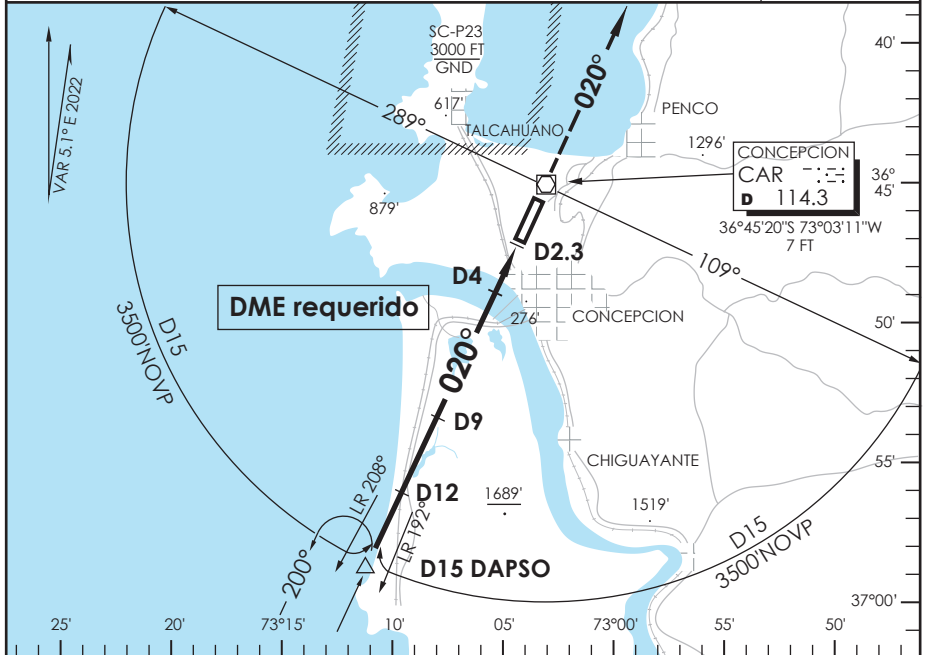 SC-P23
3000 FT
GND
40'
020°
VAR 5.1° E 2022
617'
289°
PENCO
TALCAHUANO
1296'
CONCEPCION
CAR
D 114.3
36°
45'
36°45'20"S 73°03'11"W
7 FT
879'
D2.3
109°
D4
DME requerido
276'
CONCEPCION
50'
D15
3500'NOVP
020°
D9
CHIGUAYANTE
55'
LR 208°
D12
1689'
1519'
LR 192°
D15
3500'NOVP
200°
D15 DAPSO
37°00'
25'
20'
73°15'
10'
05'
73°00'
55'
50'